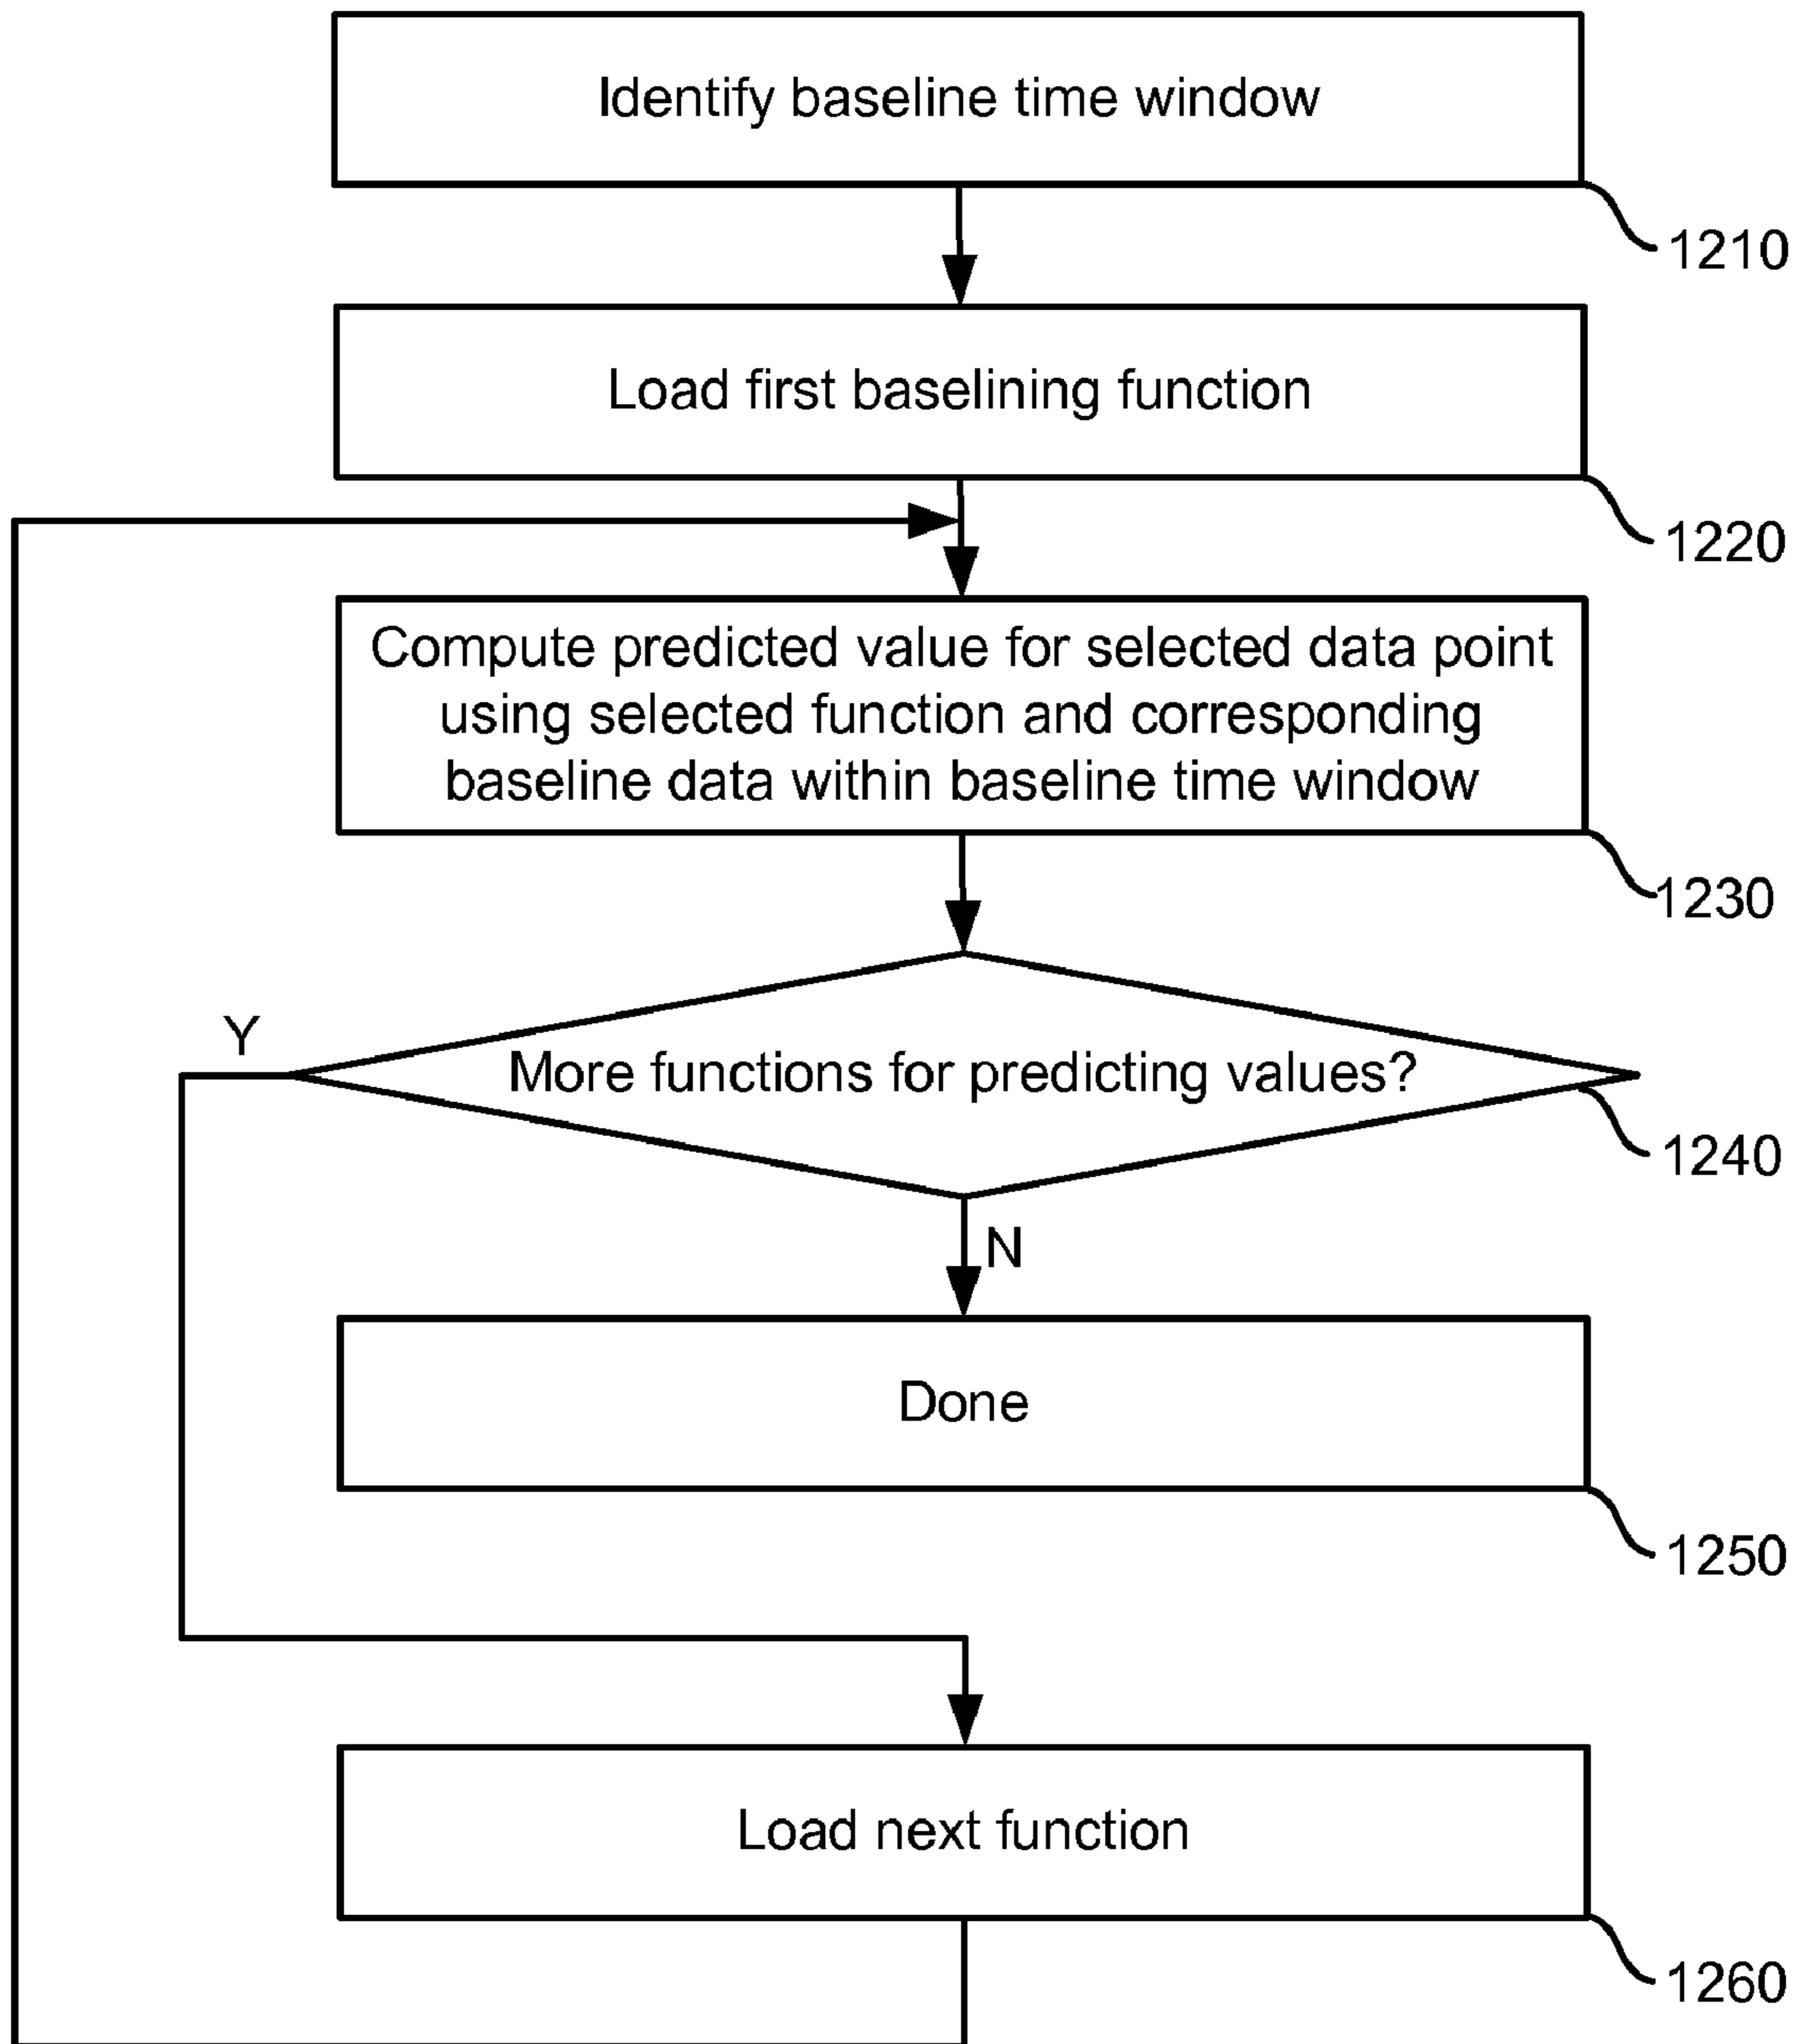 Identify baseline time window
1210
Load first baselining function
1220
Compute predicted value for selected data point
using selected function and corresponding
baseline data within baseline time window
1230
Y
More functions for predicting values?
1240
N
Done
1250
Load next function
1260